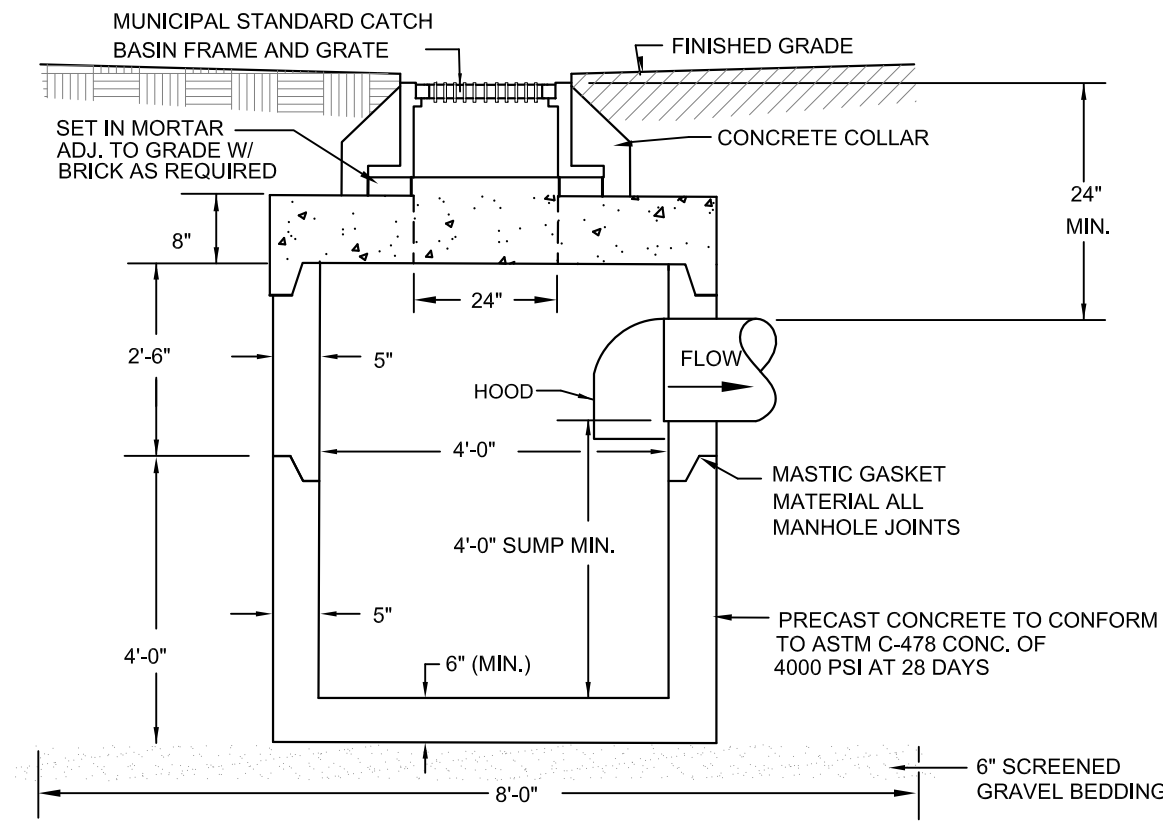 MUNICIPAL STANDARD CATCH
BASIN FRAME AND GRATE
FINISHED GRADE
SET IN MORTAR
ADJ. TO GRADE W/
BRICK AS REQUIRED
CONCRETE COLLAR
24"
MIN.
8"
24"
2'-6"
5"
FLOW
HOOD
4'-0"
MASTIC GASKET
MATERIAL ALL
MANHOLE JOINTS
4'-0" SUMP MIN.
5"
PRECAST CONCRETE TO CONFORM
TO ASTM C-478 CONC. OF
4000 PSI AT 28 DAYS
4'-0"
6" (MIN.)
6" SCREENED
GRAVEL BEDDING
8'-0"